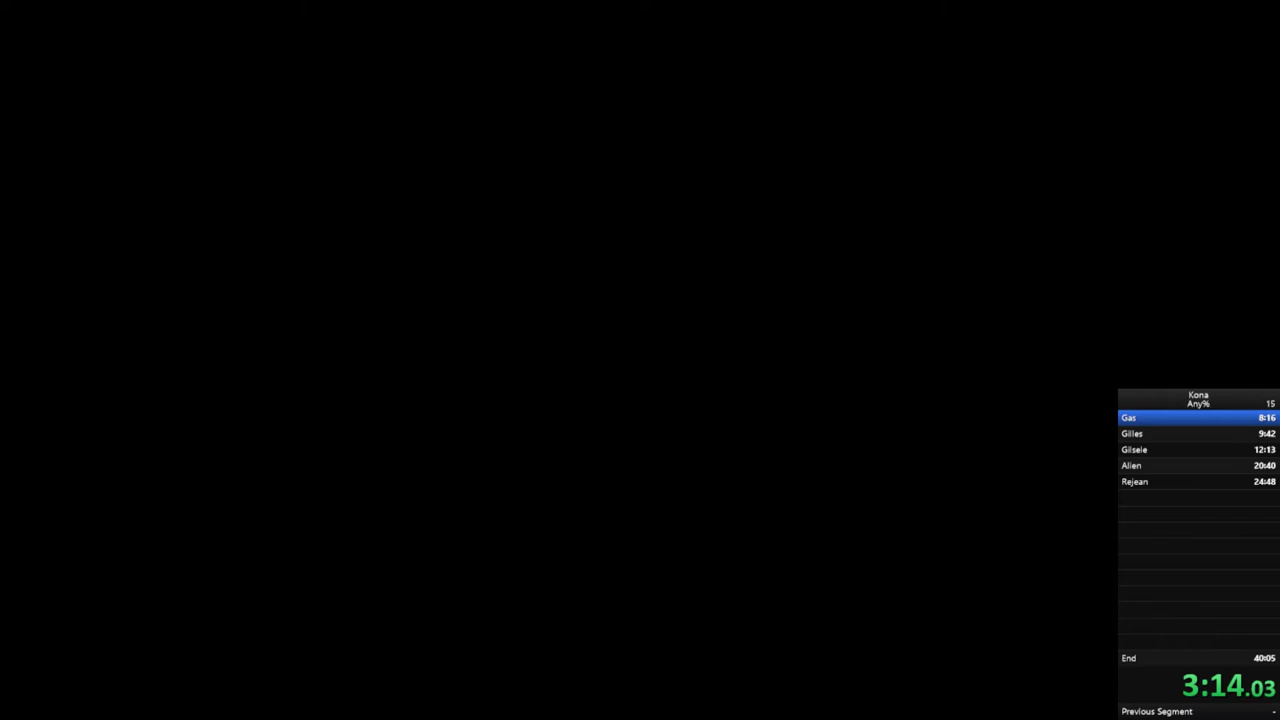 Kona
Any% 15
Gas 8:16
Gilles 9:42
Gilsele 12:13
Alien 20:40
Rejean 24:48
End 40:05
3:14.03
Previous Segment -